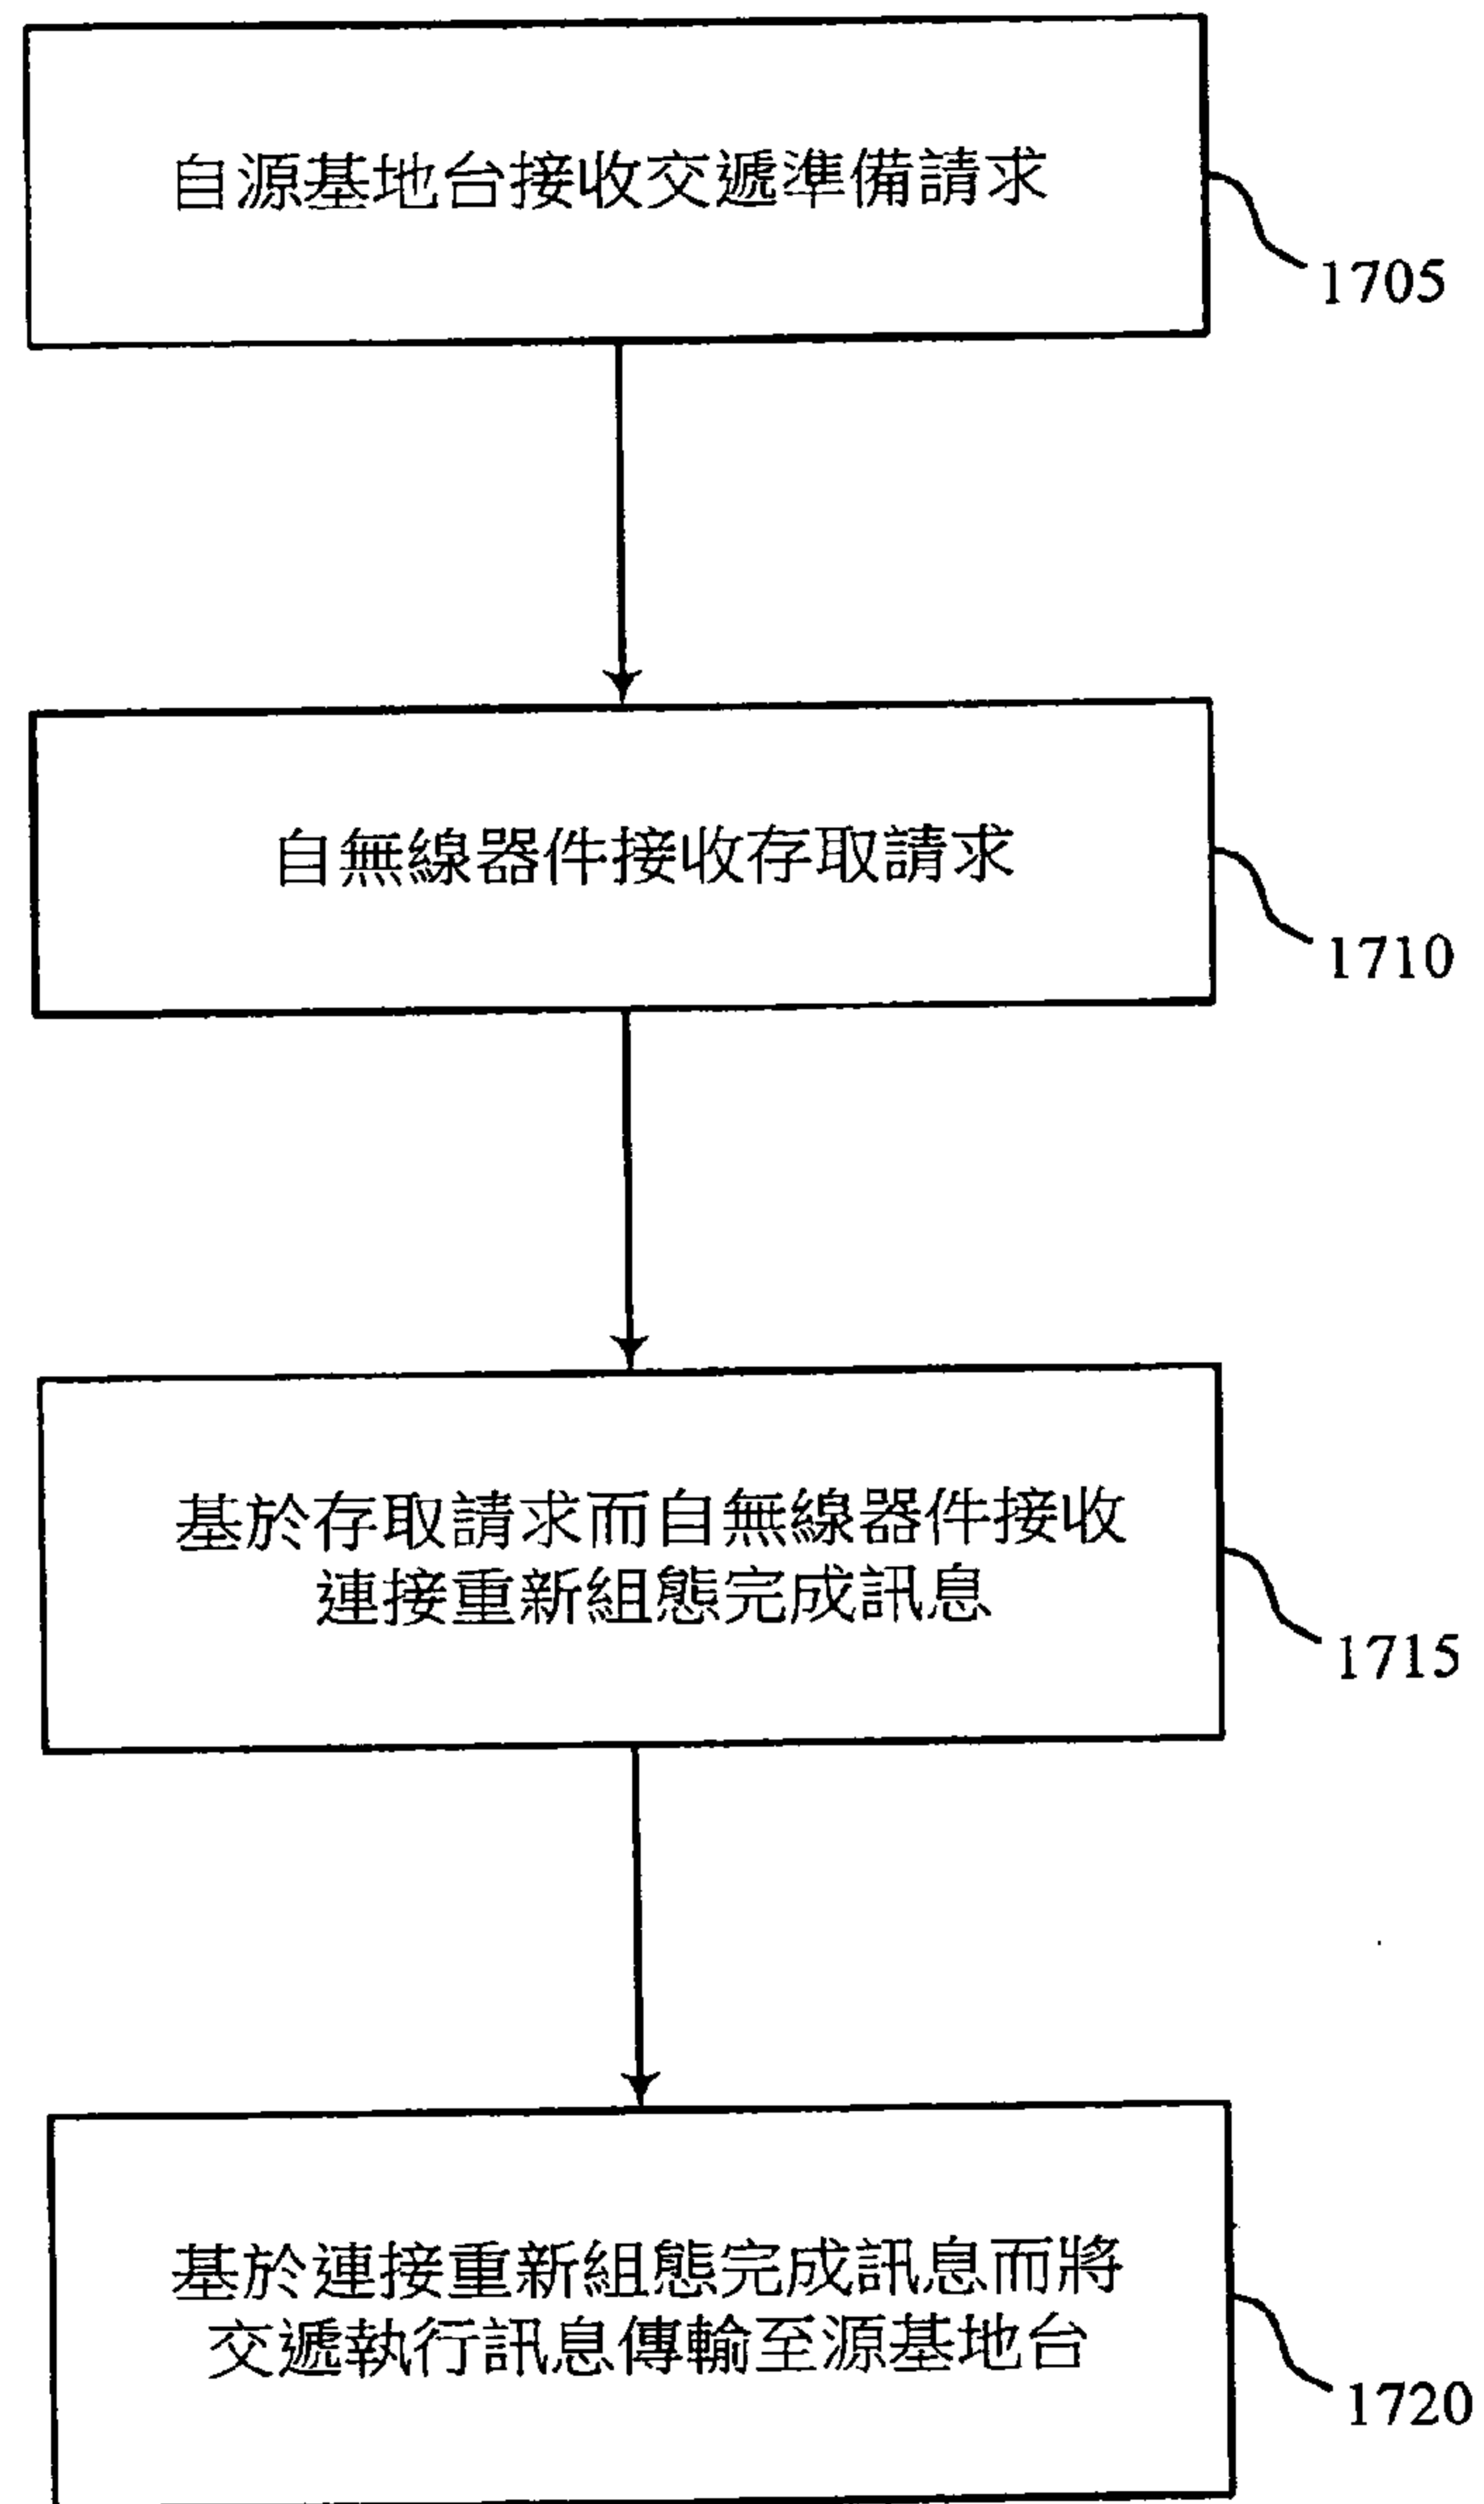 自源基地台接收交遞準備請求
1705
自無線器件接收存取請求
1710
基於存取請求而自無線器件接收
連接重新組態完成訊息
1715
基於連接重新組態完成訊息而將
交遞執行訊息傳輸至源基地台
1720